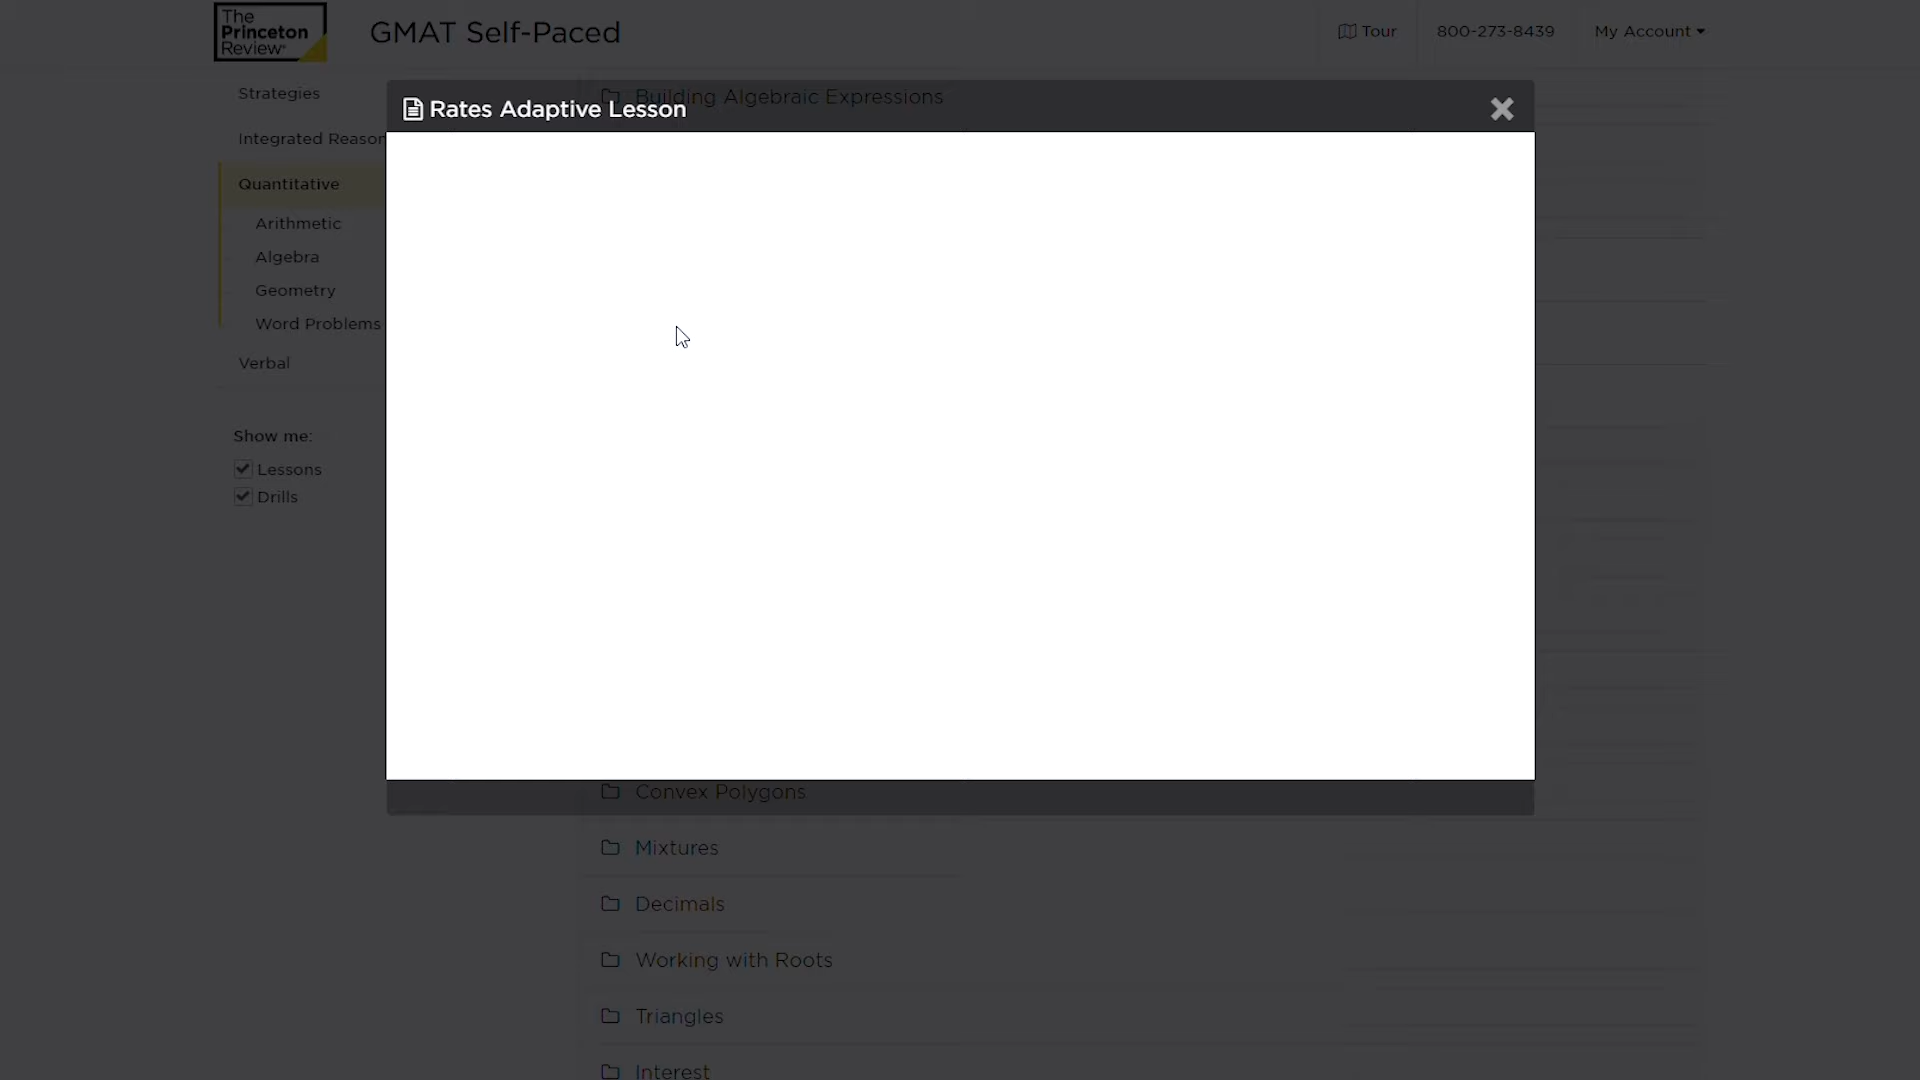 The
Princeton
Review®
GMAT Self-Paced
Tour
800-273-8439
My Account
Strategies
Integrated Reason
Quantitative
Arithmetic
Algebra
Geometry
Word Problems
Verbal
Show me:
Lessons
Drills
Building Algebraic Expressions
Rates Adaptive Lesson
Convex Polygons
Mixtures
Decimals
Working with Roots
Triangles
Interest